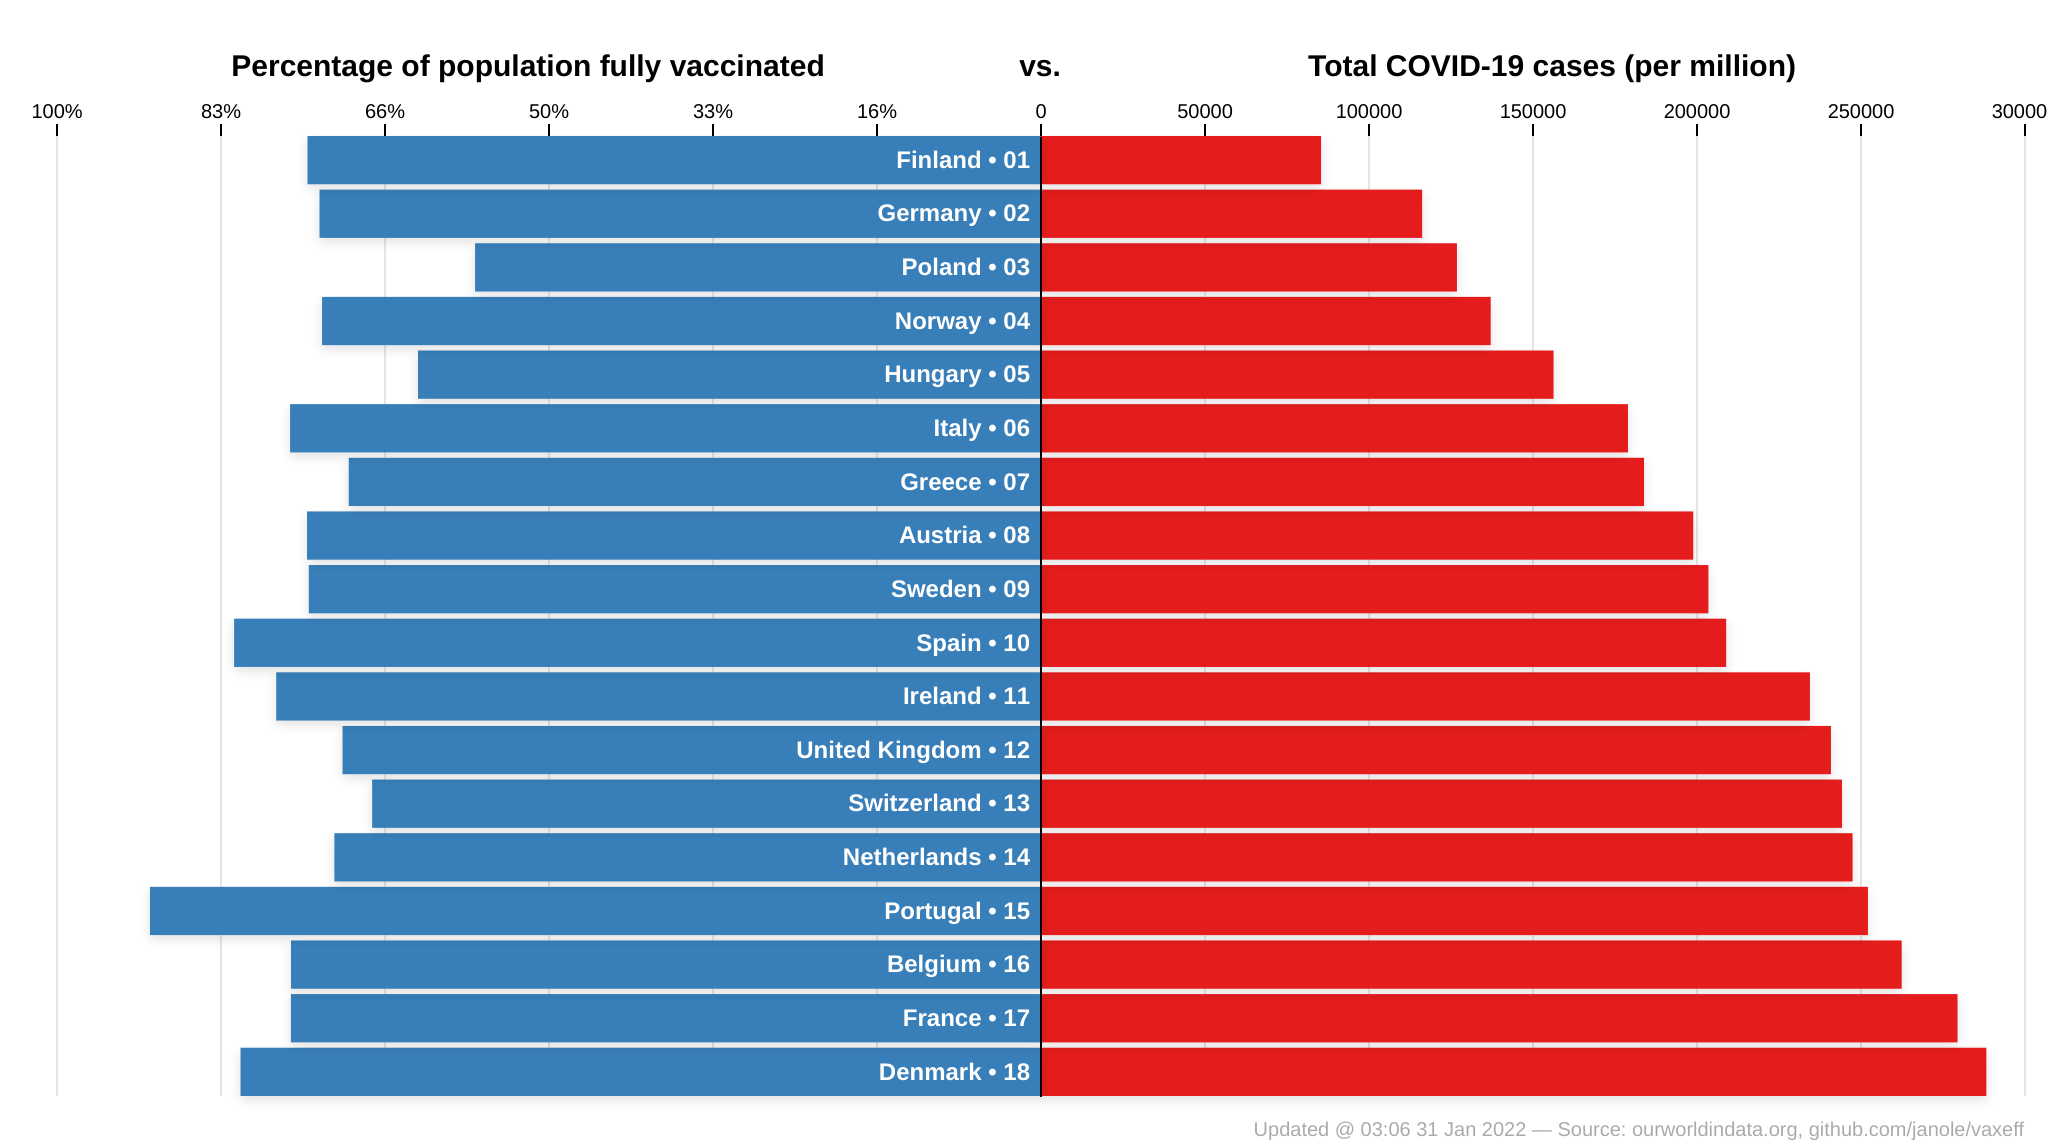 Percentage of population fully vaccinated vs. Total COVID-19 cases (per million)
100% 83% 66% 50% 33% 16% 0 50000 100000 150000 200000 250000 30000
Finland • 01
Germany • 02
Poland • 03
Norway • 04
Hungary • 05
Italy • 06
Greece • 07
Austria • 08
Sweden • 09
Spain • 10
Ireland • 11
United Kingdom • 12
Switzerland • 13
Netherlands • 14
Portugal • 15
Belgium • 16
France • 17
Denmark • 18
Updated @ 03:06 31 Jan 2022 — Source: ourworldindata.org, github.com/janole/vaxeff